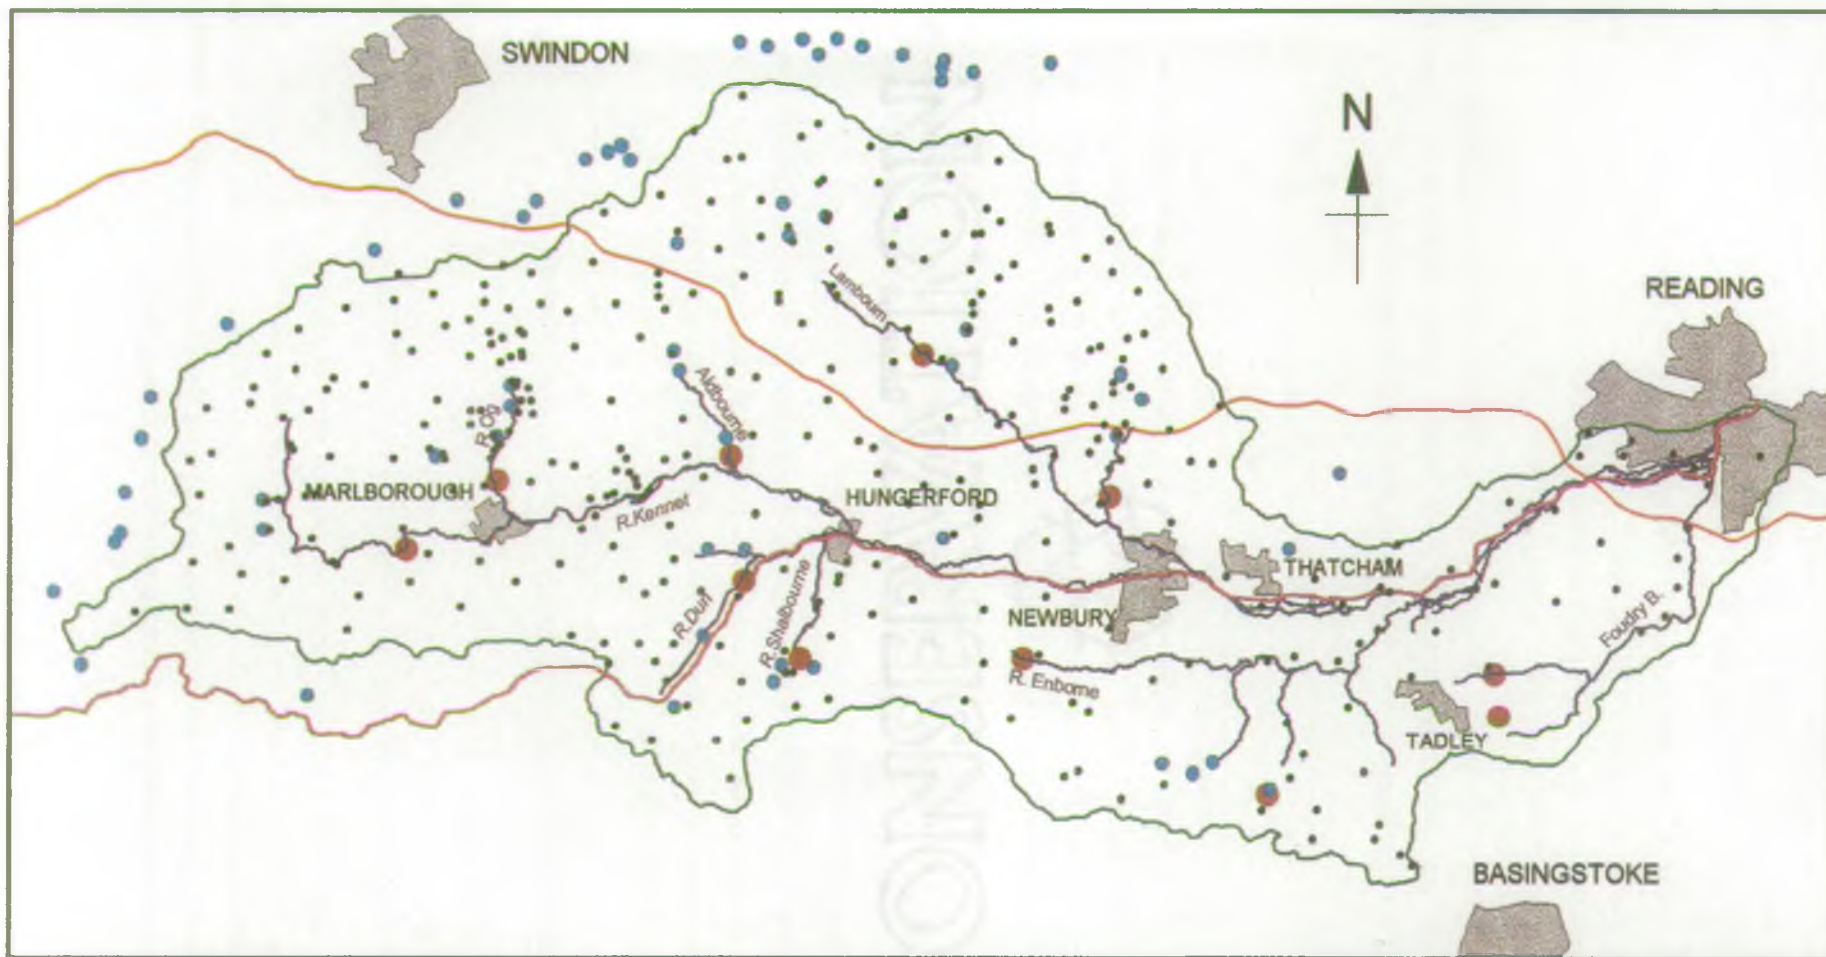 SWINDON
N
READING
Lambourn
Aldbourne
R. Og
MARLBOROUGH
R.Kennet
HUNGERFORD
R.Dun
R.Shalbourne
THATCHAM
NEWBURY
R. Enborne
Foudry B.
TADLEY
BASINGSTOKE